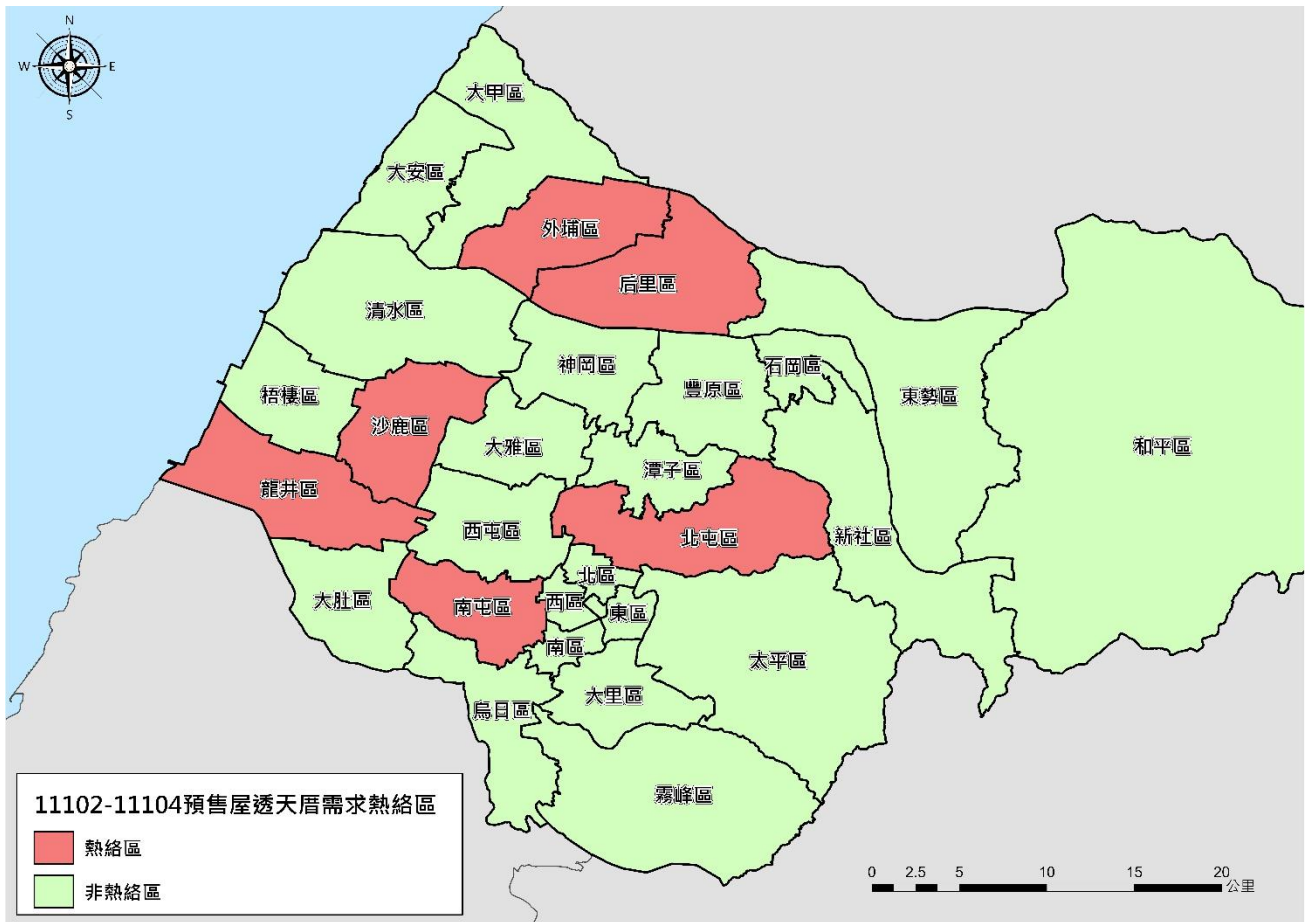 N
W
E
S
大甲區
大安區
外埔區
后里區
清水區
神岡區
石岡區
豐原區
東勢區
梧棲區
沙鹿區
大雅區
潭子區
和平區
龍井區
西屯區
北屯區
新社區
北區
大肚區
南屯區
西區
東區
南區
太平區
大里區
烏日區
霧峰區
11102-11104預售屋透天厝需求熱絡區
熱絡區
非熱絡區
0 2.5 5 10 15 20
公里